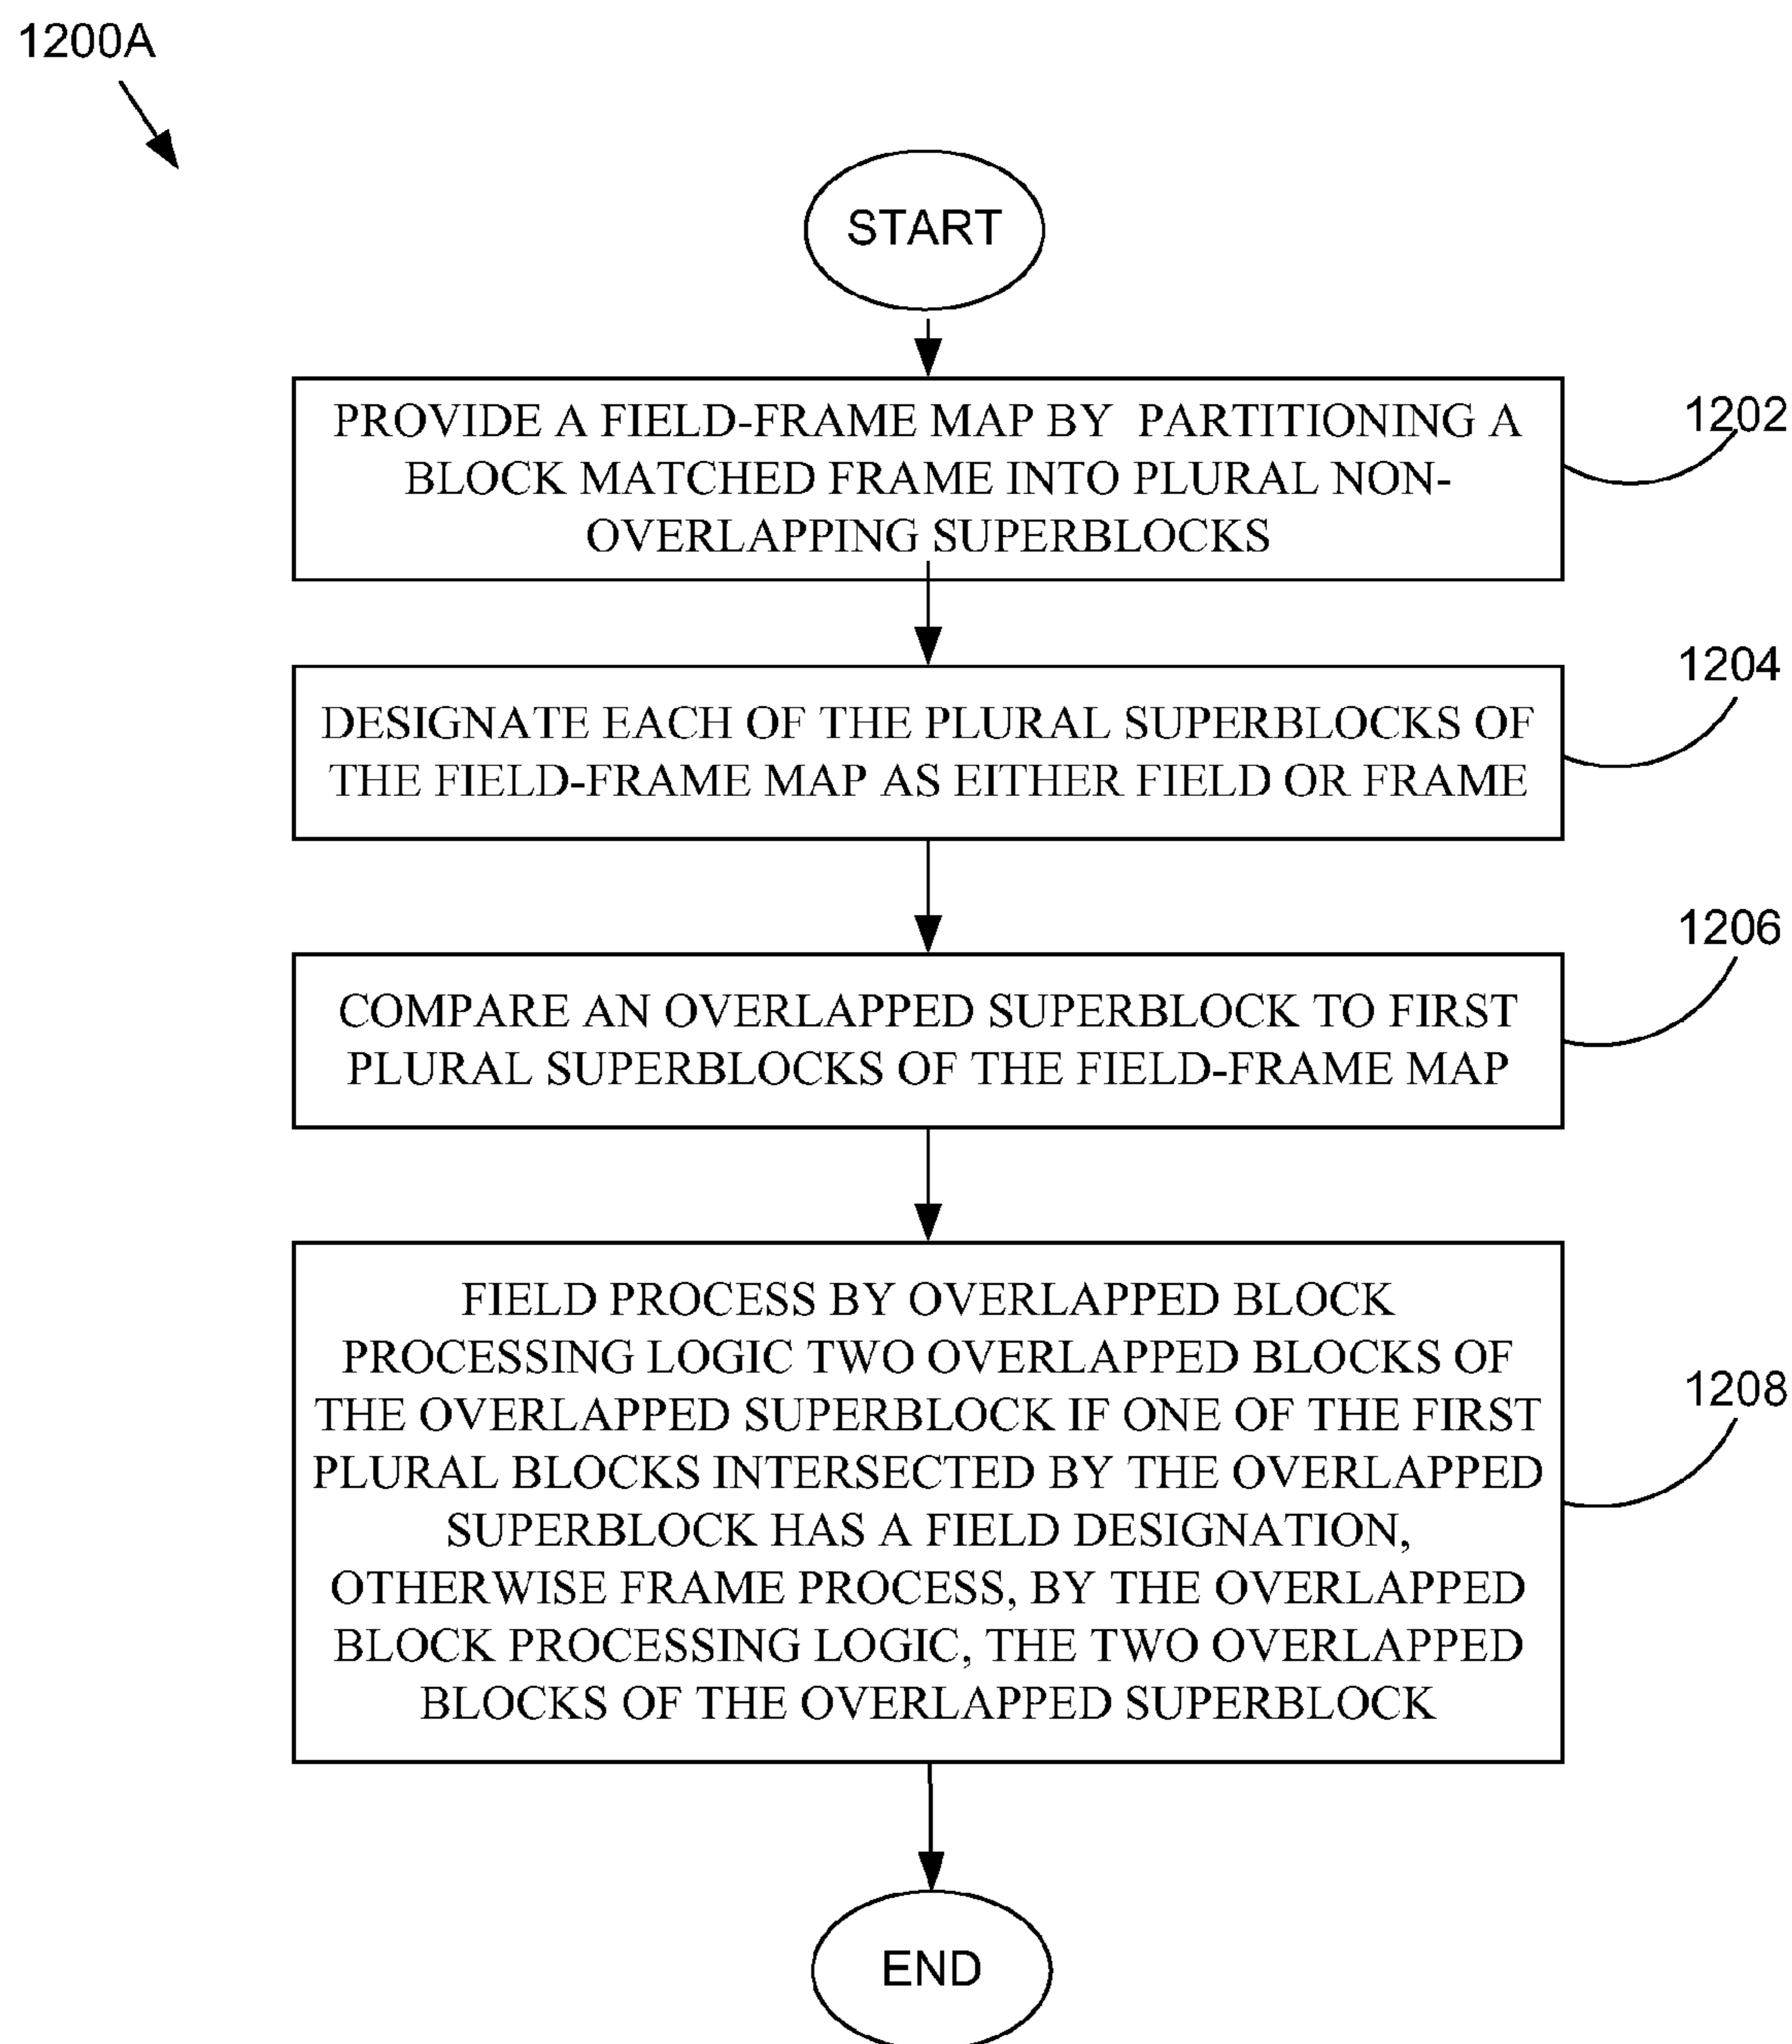 1200A
START
PROVIDE A FIELD-FRAME MAP BY PARTITIONING A
BLOCK MATCHED FRAME INTO PLURAL NON-
OVERLAPPING SUPERBLOCKS
1202
DESIGNATE EACH OF THE PLURAL SUPERBLOCKS OF
THE FIELD-FRAME MAP AS EITHER FIELD OR FRAME
1204
COMPARE AN OVERLAPPED SUPERBLOCK TO FIRST
PLURAL SUPERBLOCKS OF THE FIELD-FRAME MAP
1206
FIELD PROCESS BY OVERLAPPED BLOCK
PROCESSING LOGIC TWO OVERLAPPED BLOCKS OF
THE OVERLAPPED SUPERBLOCK IF ONE OF THE FIRST
PLURAL BLOCKS INTERSECTED BY THE OVERLAPPED
SUPERBLOCK HAS A FIELD DESIGNATION,
OTHERWISE FRAME PROCESS, BY THE OVERLAPPED
BLOCK PROCESSING LOGIC, THE TWO OVERLAPPED
BLOCKS OF THE OVERLAPPED SUPERBLOCK
1208
END